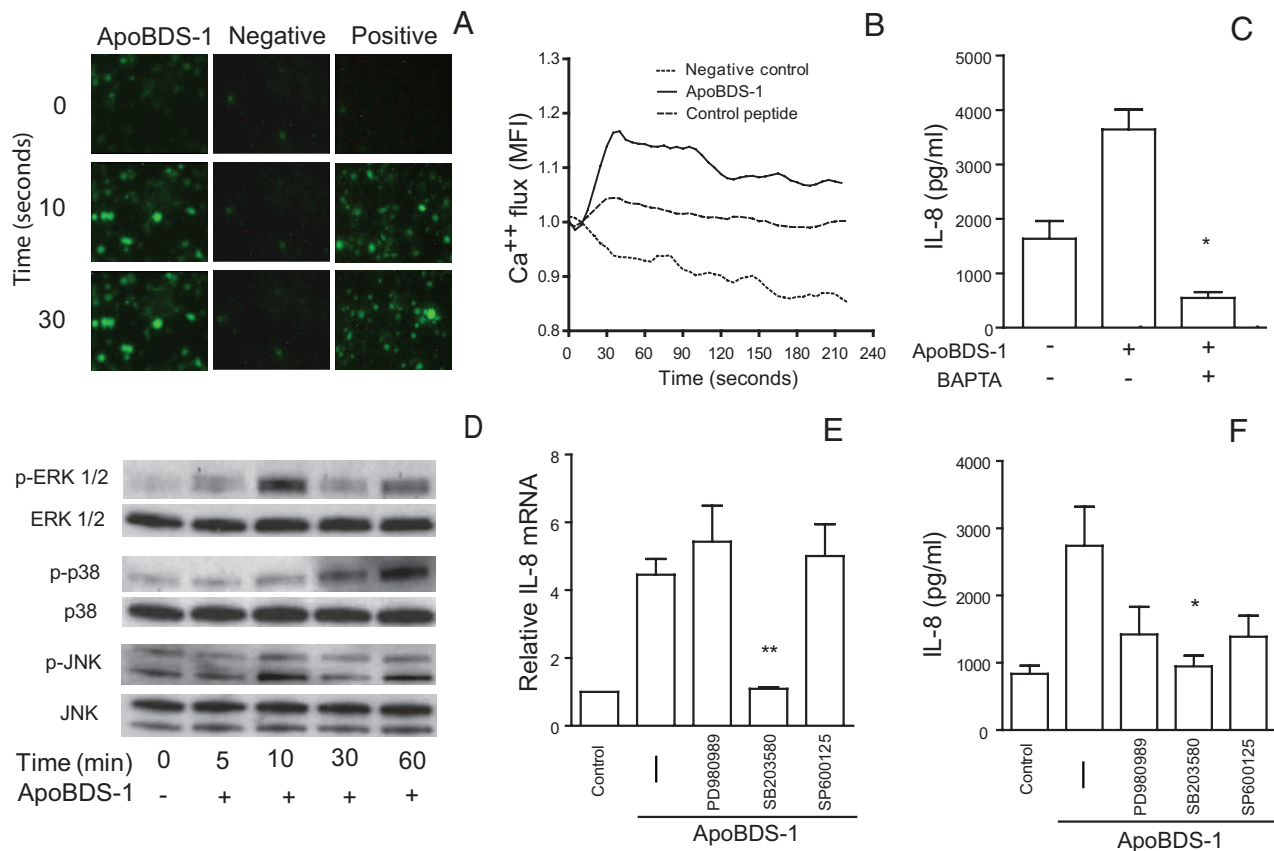 A
ApoBDS-1 Negative Positive
Time (seconds)
0
10
30
B
Ca++ flux (MFI)
1.3
1.2
1.1
1.0
0.9
0.8
Negative control
ApoBDS-1
Control peptide
0 30 60 90 120 150 180 210 240
Time (seconds)
C
IL-8 (pg/ml)
5000
4000
3000
2000
1000
0
*
ApoBDS-1 - + +
BAPTA - - +
D
p-ERK 1/2
ERK 1/2
p-p38
p38
p-JNK
JNK
Time (min) 0 5 10 30 60
ApoBDS-1 - + + + +
E
Relative IL-8 mRNA
8
6
4
2
0
**
Control
–
PD980989
SB203580
SP600125
ApoBDS-1
F
IL-8 (pg/ml)
4000
3000
2000
1000
0
*
Control
–
PD980989
SB203580
SP600125
ApoBDS-1